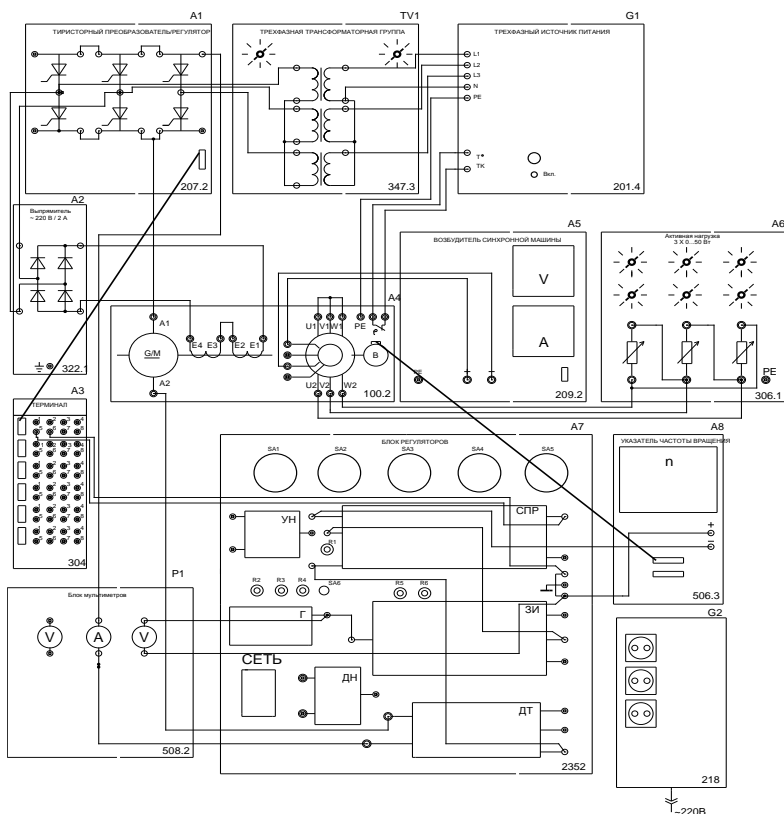 A1
TV1
G1
ТИРИСТОРНЫЙ ПРЕОБРАЗОВАТЕЛЬ/РЕГУЛЯТОР
ТРЕХФАЗНАЯ ТРАНСФОРМАТОРНАЯ ГРУППА
ТРЕХФАЗНЫЙ ИСТОЧНИК ПИТАНИЯ
L1
L2
L3
N
PE
T*
TK
Вкл.
207.2
347.3
201.4
A2
Выпрямитель
~ 220 В / 2 А
322.1
A5
ВОЗБУДИТЕЛЬ СИНХРОННОЙ МАШИНЫ
V
A
PE
209.2
A6
Активная нагрузка
3 X 0...50 Вт
PE
306.1
A4
A1
G/M
A2
E4 E3 E2 E1
U1 V1 W1 PE
B
U2 V2 W2
100.2
A3
ТЕРМИНАЛ
304
A7
БЛОК РЕГУЛЯТОРОВ
SA1 SA2 SA3 SA4 SA5
УН
СПР
R1
R2 R3 R4 SA6 R5 R6
Г
ЗИ
СЕТЬ
ДН
ДТ
2352
A8
УКАЗАТЕЛЬ ЧАСТОТЫ ВРАЩЕНИЯ
n
+
−
506.3
P1
Блок мультиметров
V A V
508.2
G2
218
~220В